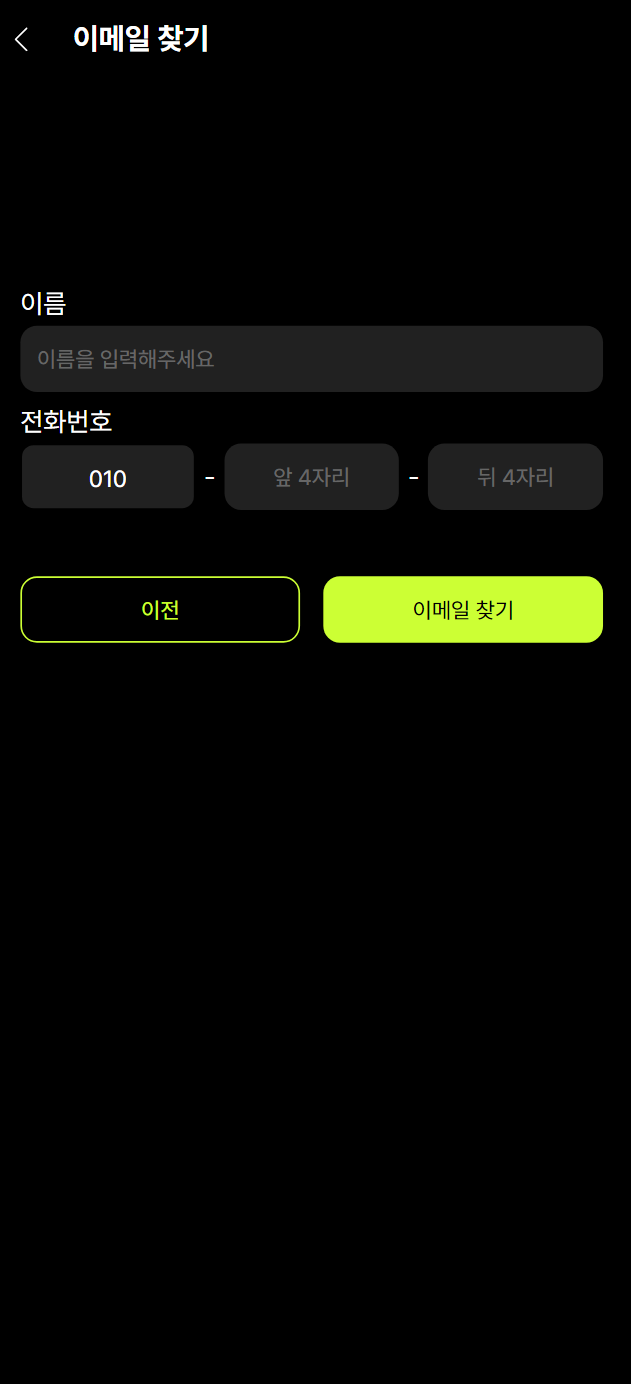 이메일 찾기
이름
이름을 입력해주세요
전화번호
010 - 앞 4자리 - 뒤 4자리
이전 이메일 찾기